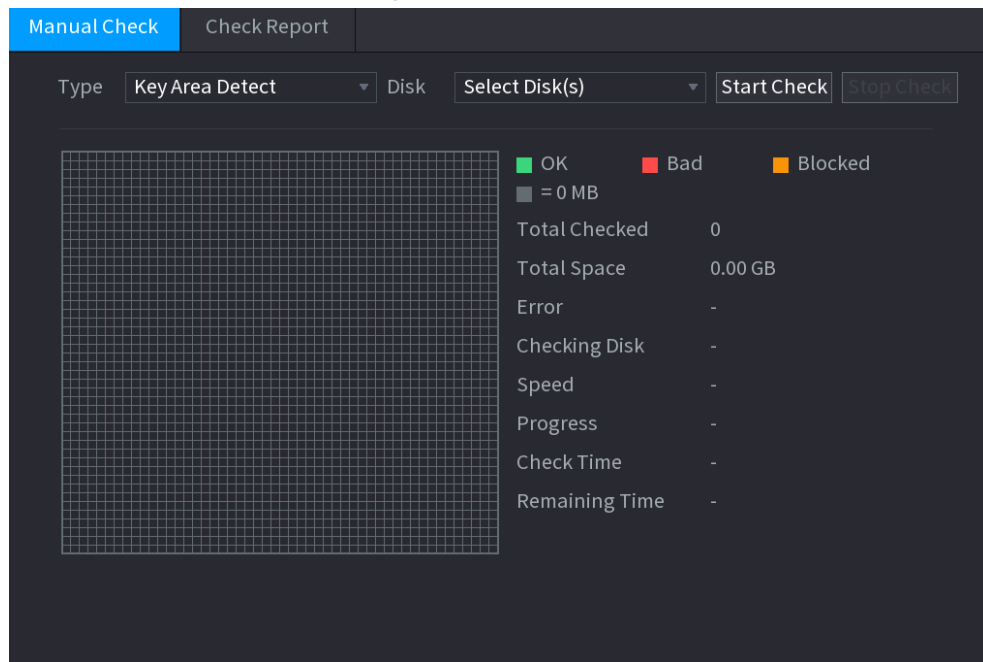 Manual Check Check Report
Type Key Area Detect Disk Select Disk(s) Start Check Stop Check
OK Bad Blocked
= 0 MB
Total Checked 0
Total Space 0.00 GB
Error -
Checking Disk -
Speed -
Progress -
Check Time -
Remaining Time -